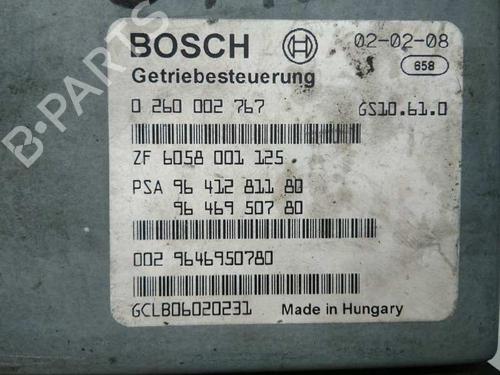 BOSCH 02-02-08
Getriebesteuerung 658
0 260 002 767 GS10.61.0
ZF 6058 001 125
PSA 96 412 811 80
96 469 507 80
002 9646950780
GCLB06020231 Made in Hungary
B-PARTS